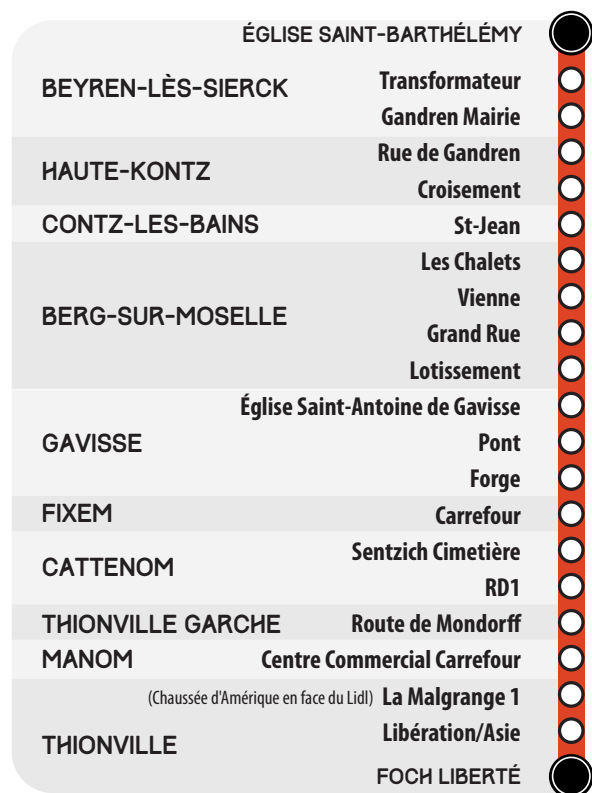 ÉGLISE SAINT-BARTHÉLÉMY
BEYREN-LÈS-SIERCK
Transformateur
Gandren Mairie
HAUTE-KONTZ
Rue de Gandren
Croisement
CONTZ-LES-BAINS
St-Jean
BERG-SUR-MOSELLE
Les Chalets
Vienne
Grand Rue
Lotissement
GAVISSE
Église Saint-Antoine de Gavisse
Pont
Forge
FIXEM
Carrefour
CATTENOM
Sentzich Cimetière
RD1
THIONVILLE GARCHE
Route de Mondorff
MANOM
Centre Commercial Carrefour
THIONVILLE
(Chaussée d'Amérique en face du Lidl) La Malgrange 1
Libération/Asie
FOCH LIBERTÉ